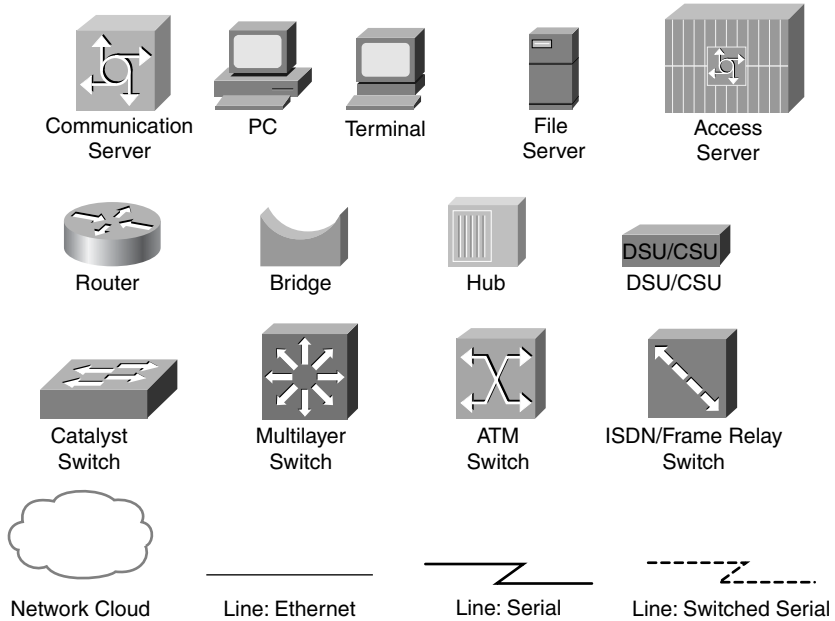 Communication
Server
PC
Terminal
File
Server
Access
Server
Router
Bridge
Hub
DSU/CSU
DSU/CSU
Catalyst
Switch
Multilayer
Switch
ATM
Switch
ISDN/Frame Relay
Switch
Network Cloud
Line: Ethernet
Line: Serial
Line: Switched Serial